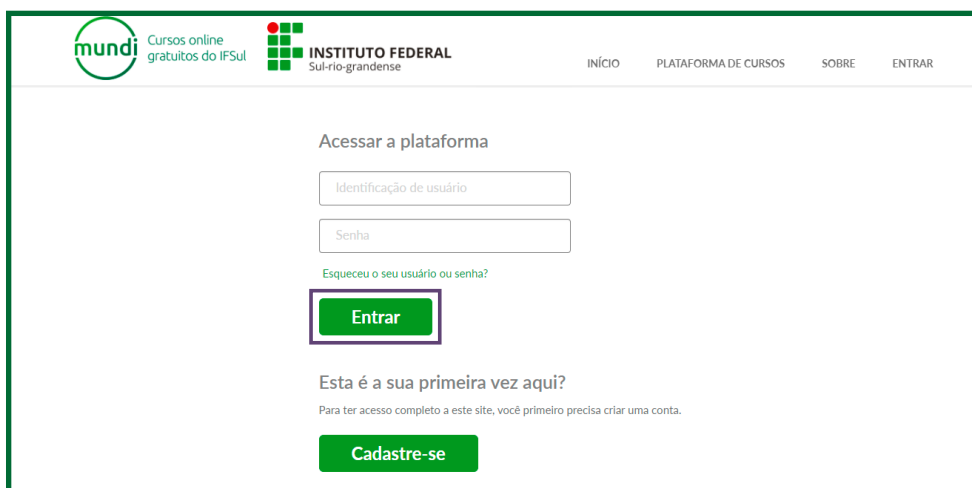 mundi
Cursos online
gratuitos do IFSul
INSTITUTO FEDERAL
Sul-rio-grandense
INÍCIO PLATAFORMA DE CURSOS SOBRE ENTRAR
Acessar a plataforma
Identificação de usuário
Senha
Esqueceu o seu usuário ou senha?
Entrar
Esta é a sua primeira vez aqui?
Para ter acesso completo a este site, você primeiro precisa criar uma conta.
Cadastre-se